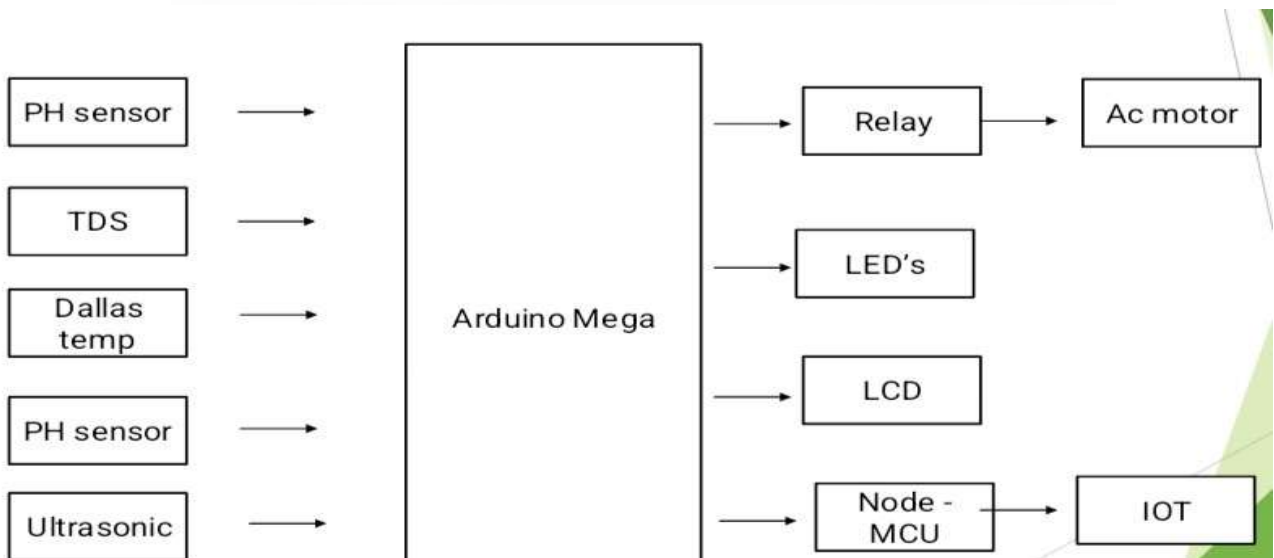 PH sensor
TDS
Dallas
temp
PH sensor
Ultrasonic
Arduino Mega
Relay
Ac motor
LED's
LCD
Node -
MCU
IOT